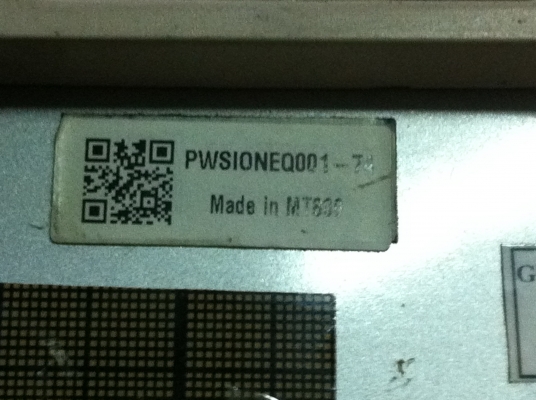 PWSIONEQ001-
Made in
G